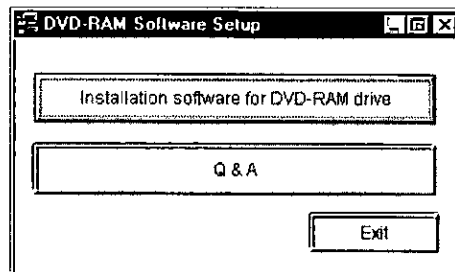 DVD-RAM Software Setup
Installation software for DVD-RAM drive
Q & A
Exit